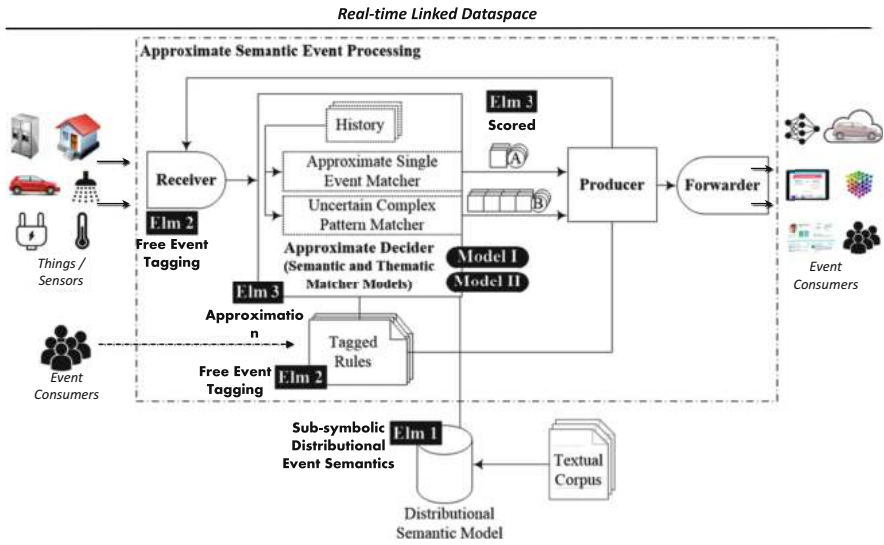 Real-time Linked Dataspace
Approximate Semantic Event Processing
Elm 3
Scored
History
Approximate Single
Event Matcher
A
Receiver
Producer
Forwarder
Uncertain Complex
Pattern Matcher
B
Elm 2
Free Event
Tagging
Things /
Sensors
Approximate Decider
(Semantic and Thematic
Matcher Models)
Model I
Model II
Event
Consumers
Elm 3
Approximatio
n
Tagged
Rules
Free Event
Tagging
Elm 2
Event
Consumers
Sub-symbolic
Distributional
Event Semantics
Elm 1
Textual
Corpus
Distributional
Semantic Model